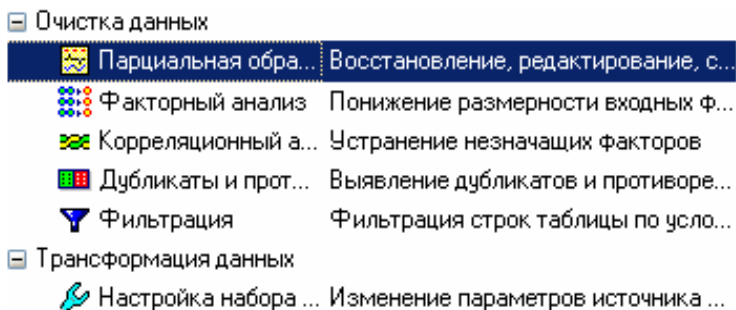 Очистка данных
Парциальная обра... Восстановление, редактирование, с...
Факторный анализ Понижение размерности входных ф...
Корреляционный а... Устранение незначащих факторов
Дубликаты и прот... Выявление дубликатов и противоре...
Фильтрация Фильтрация строк таблицы по усло...
Трансформация данных
Настройка набора ... Изменение параметров источника ...